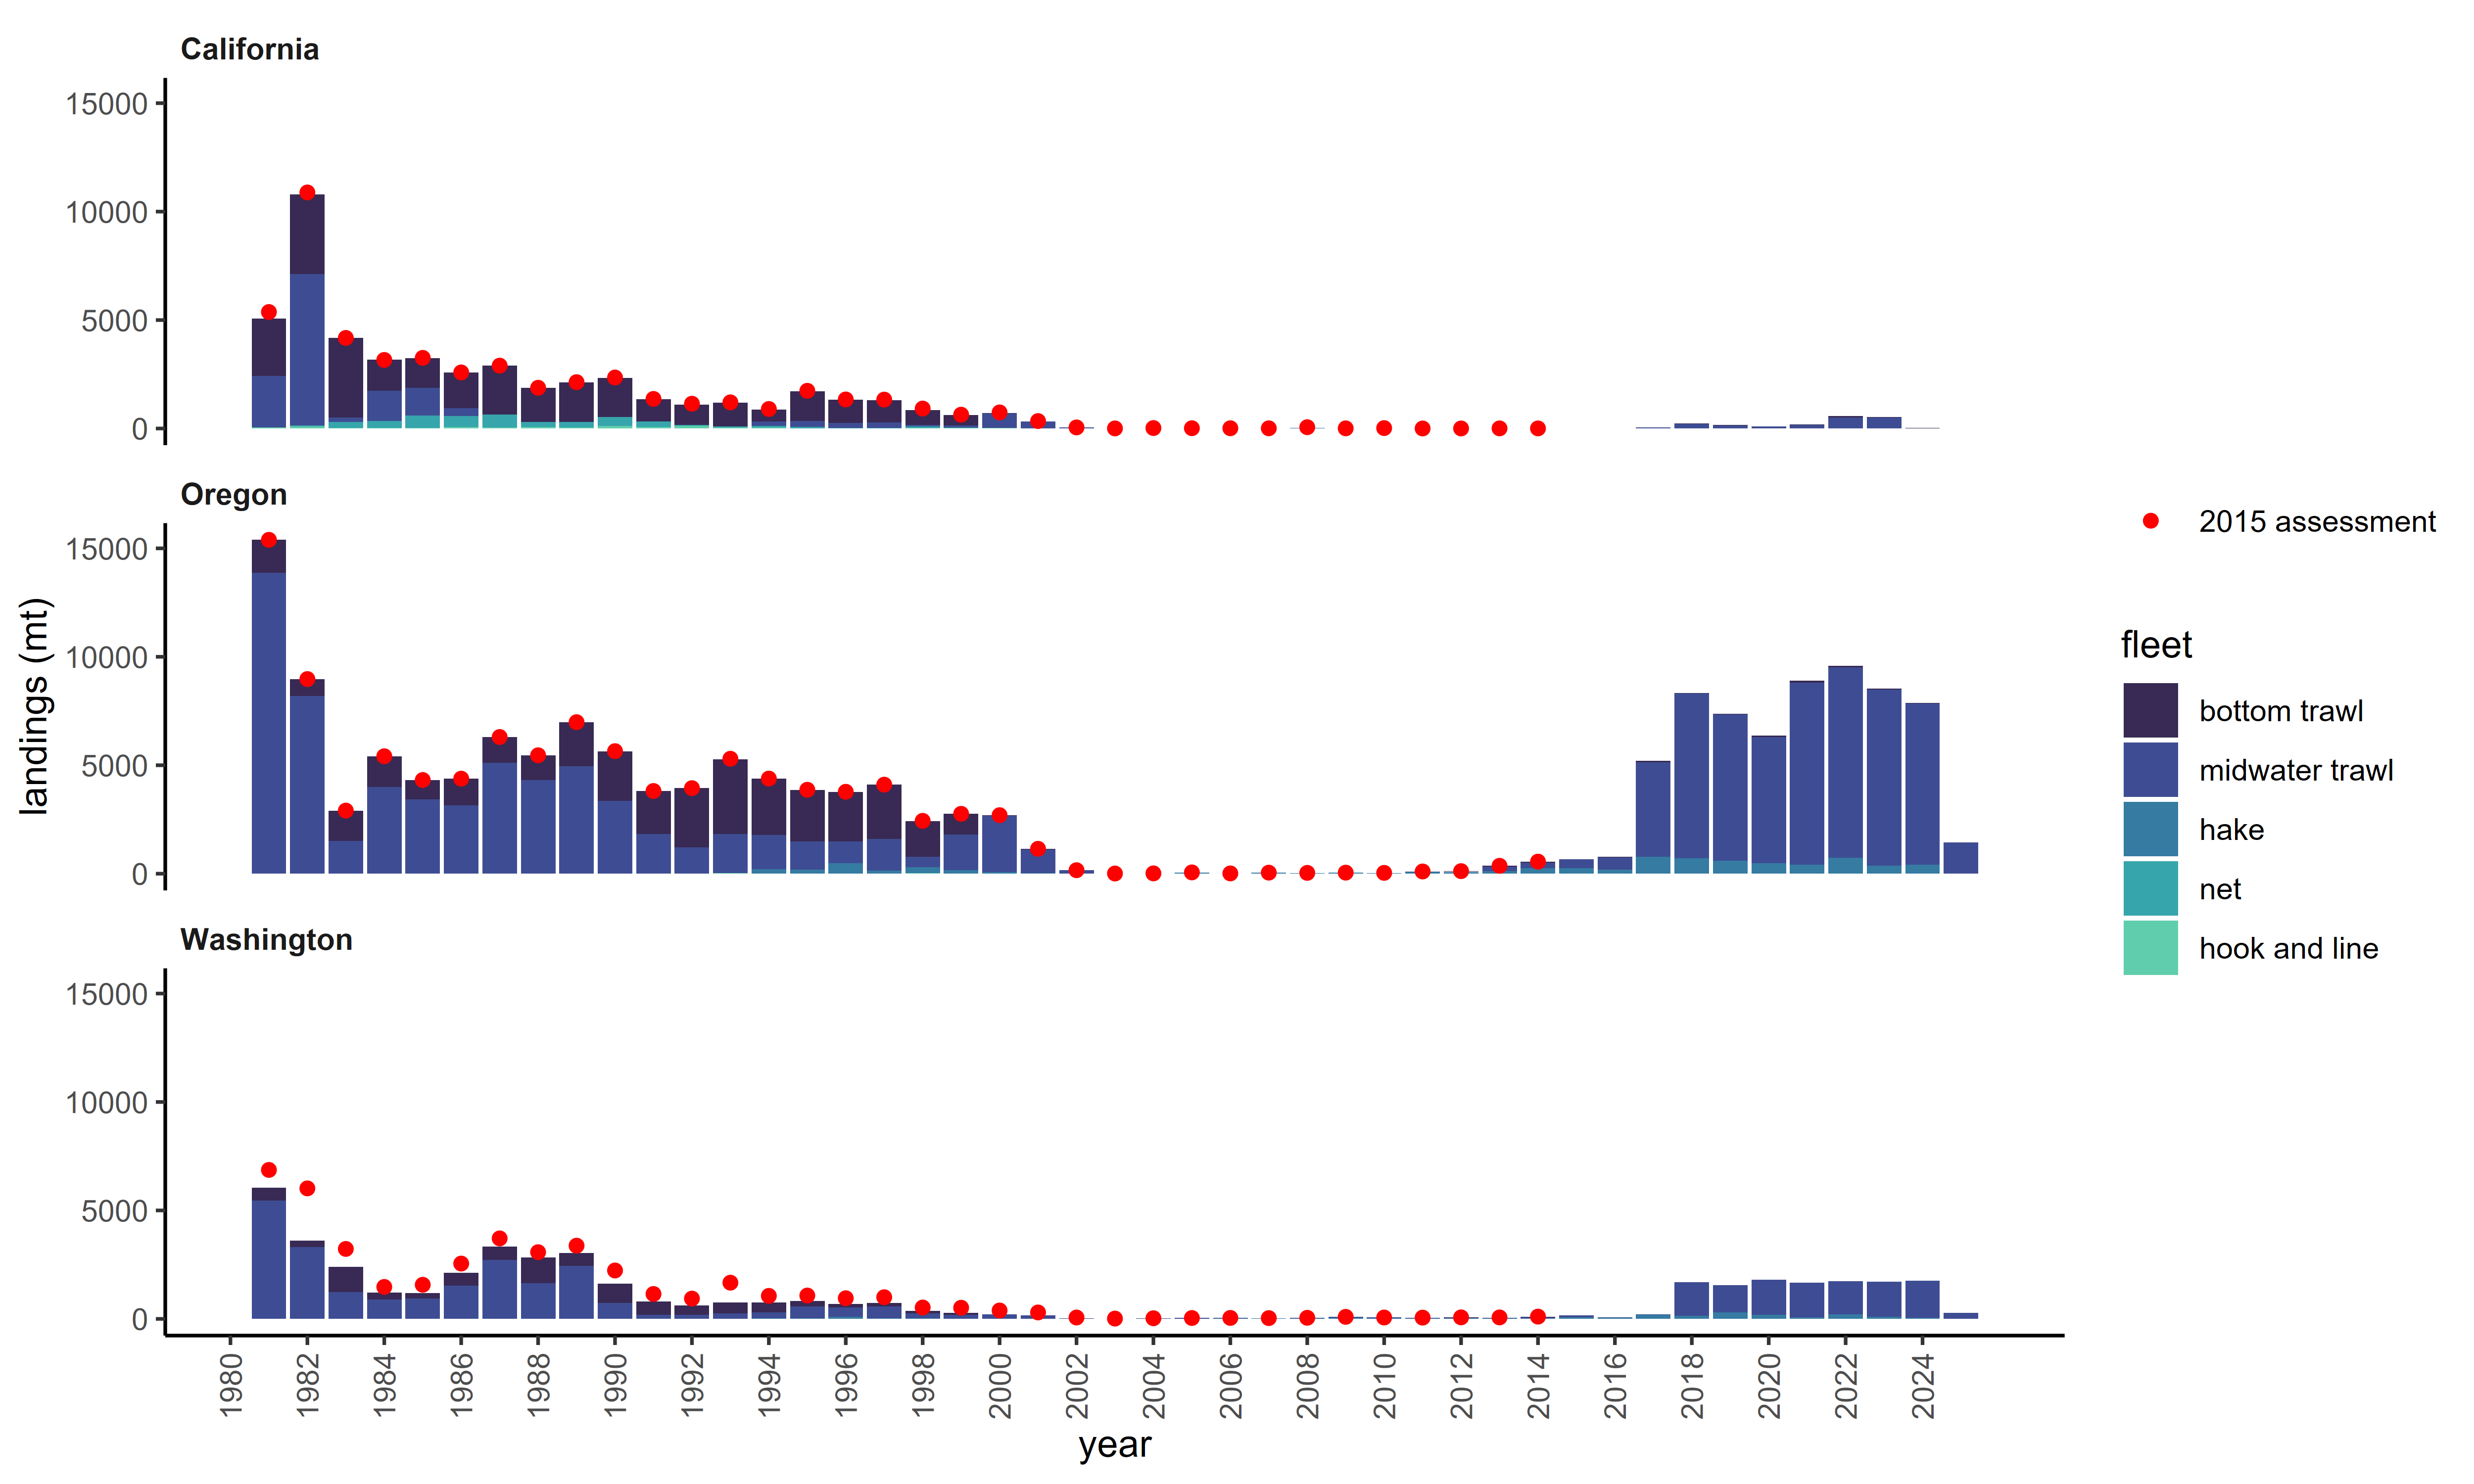 California
15000
10000
5000
0
Oregon
15000
10000
5000
0
Washington
15000
10000
5000
0
landings (mt)
1980
1982
1984
1986
1988
1990
1992
1994
1996
1998
2000
2002
2004
2006
2008
2010
2012
2014
2016
2018
2020
2022
2024
year
2015 assessment
fleet
bottom trawl
midwater trawl
hake
net
hook and line